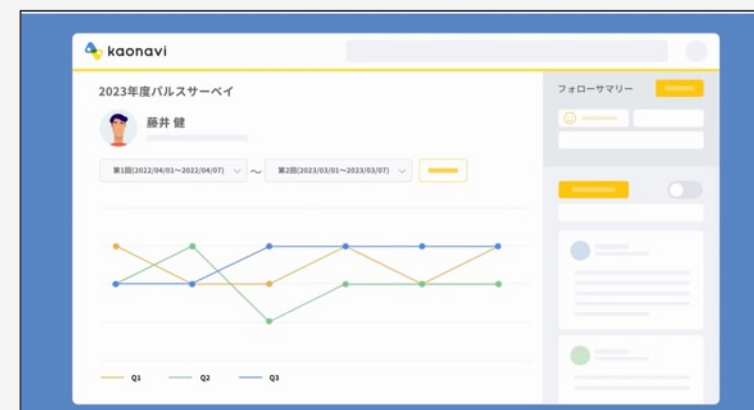 kaonavi
2023年度パルスサーベイ
藤井 健
第1回(2022/04/01～2022/04/07) ～ 第2回(2023/03/01～2023/03/07)
Q1 Q2 Q3
フォローサマリー